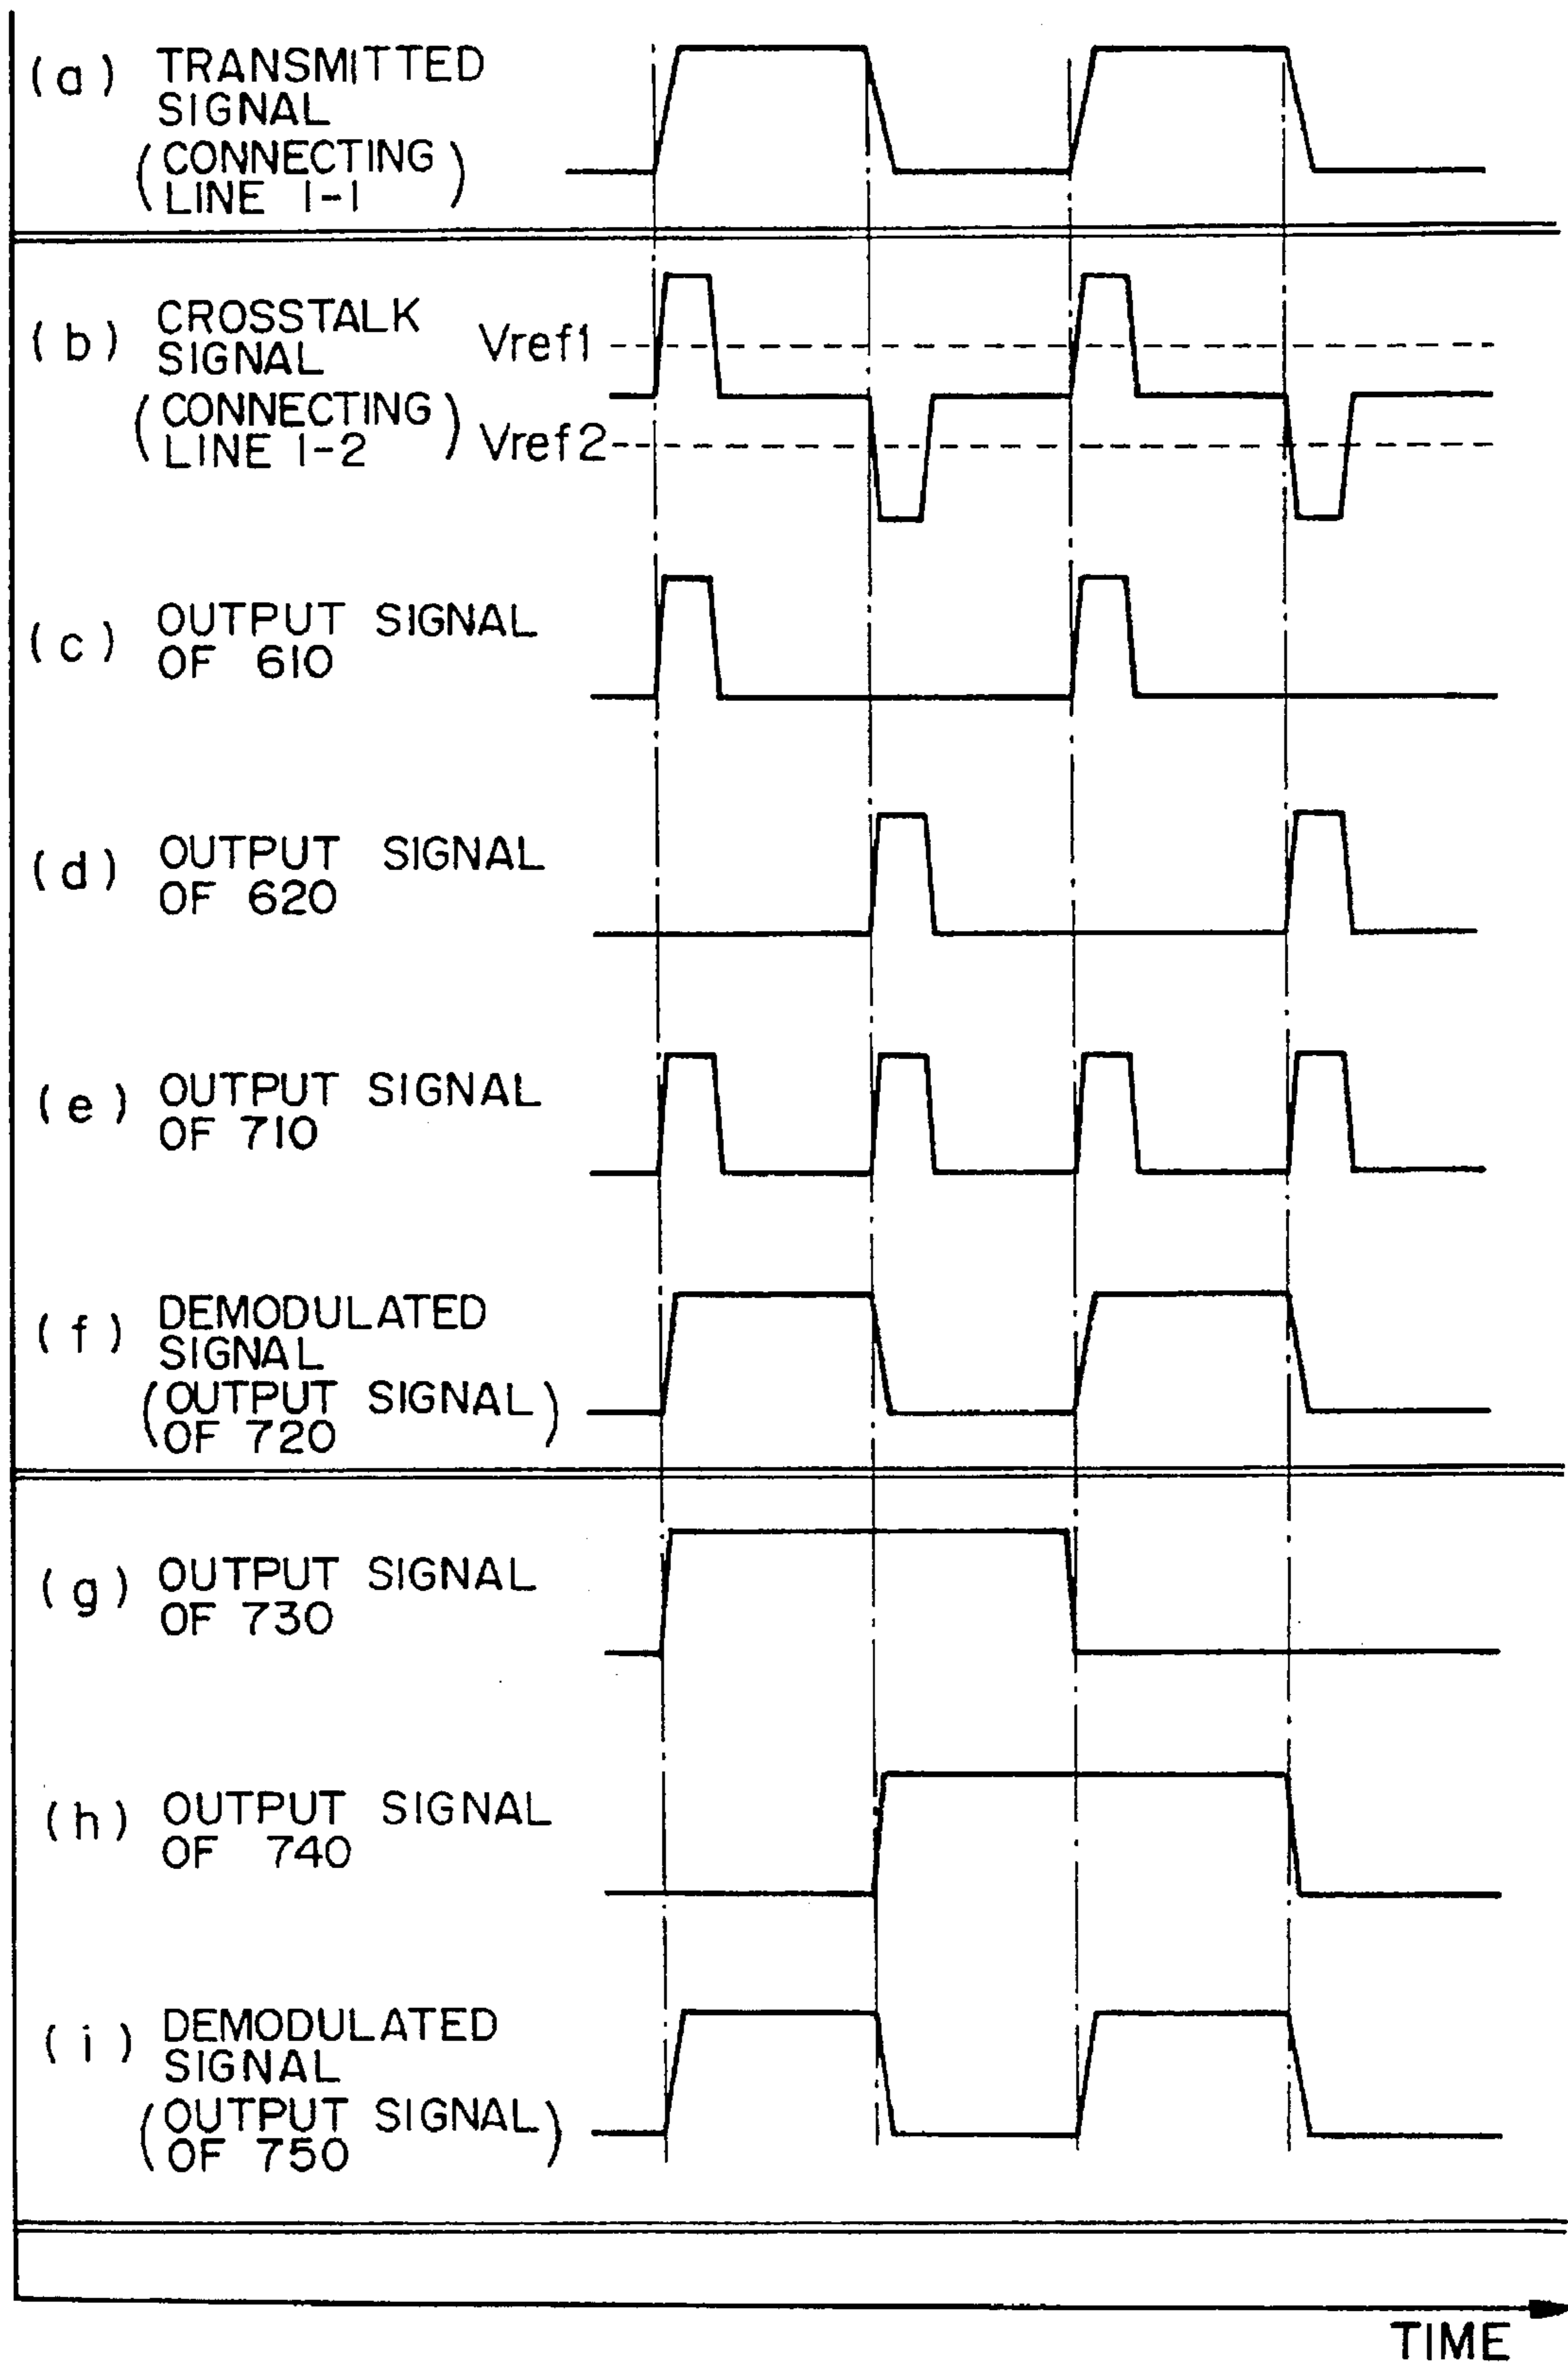 (a) TRANSMITTED
SIGNAL
(CONNECTING
LINE 1-1)
(b) CROSSTALK
SIGNAL
(CONNECTING
LINE 1-2)
Vref1
Vref2
(c) OUTPUT SIGNAL
OF 610
(d) OUTPUT SIGNAL
OF 620
(e) OUTPUT SIGNAL
OF 710
(f) DEMODULATED
SIGNAL
(OUTPUT SIGNAL
OF 720)
(g) OUTPUT SIGNAL
OF 730
(h) OUTPUT SIGNAL
OF 740
(i) DEMODULATED
SIGNAL
(OUTPUT SIGNAL
OF 750)
TIME